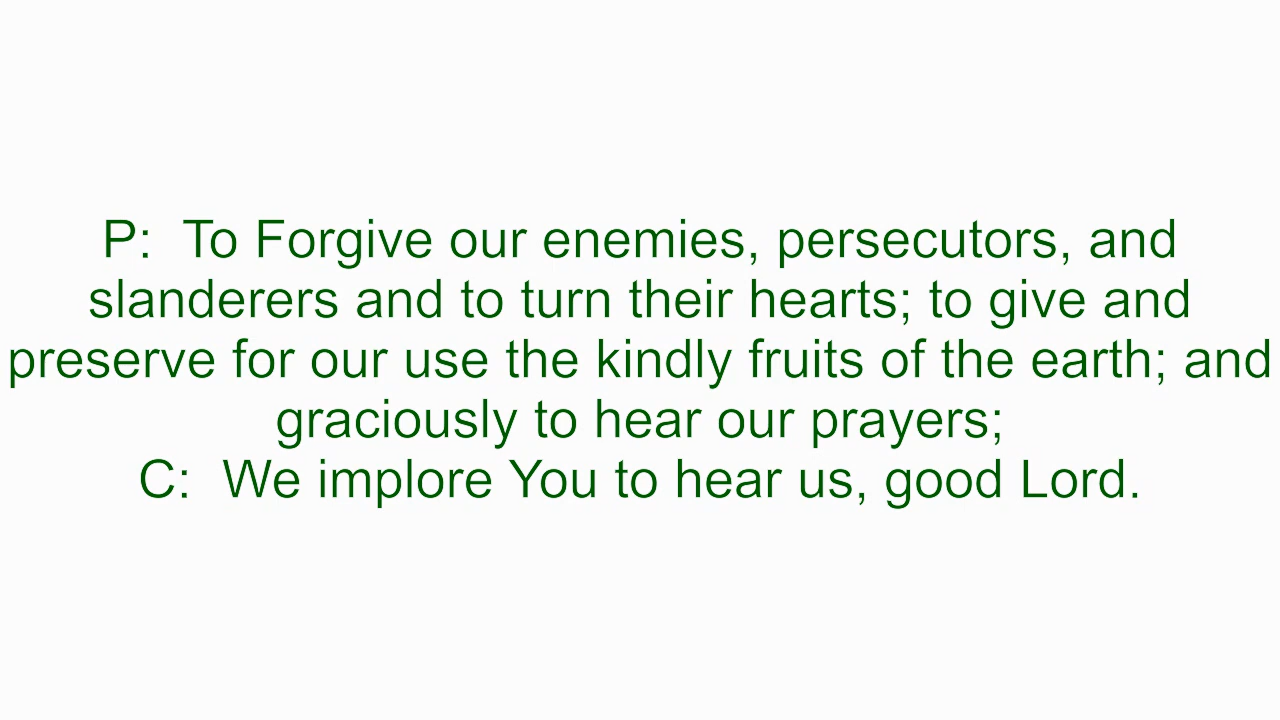 P:  To Forgive our enemies, persecutors, and
slanderers and to turn their hearts; to give and
preserve for our use the kindly fruits of the earth; and
graciously to hear our prayers;
C:  We implore You to hear us, good Lord.